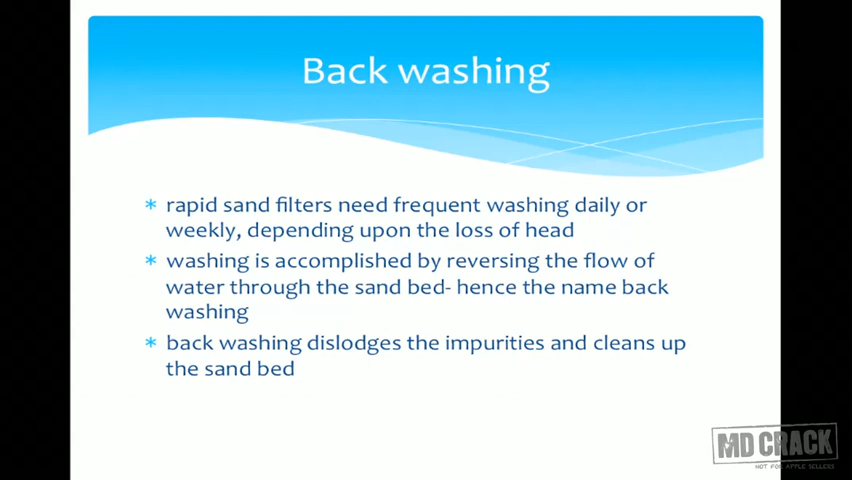 Back washing
* rapid sand filters need frequent washing daily or
weekly, depending upon the loss of head
* washing is accomplished by reversing the flow of
water through the sand bed- hence the name back
washing
* back washing dislodges the impurities and cleans up
the sand bed
MD CRACK
NOT FOR APPLE SELLERS